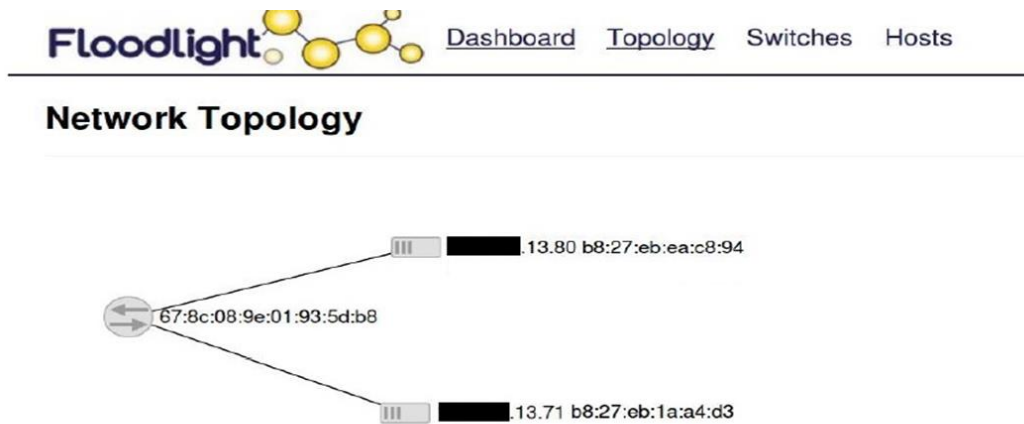 Floodlight Dashboard Topology Switches Hosts
Network Topology
.13.80 b8:27:eb:ea:c8:94
67:8c:08:9e:01:93:5d:b8
.13.71 b8:27:eb:1a:a4:d3